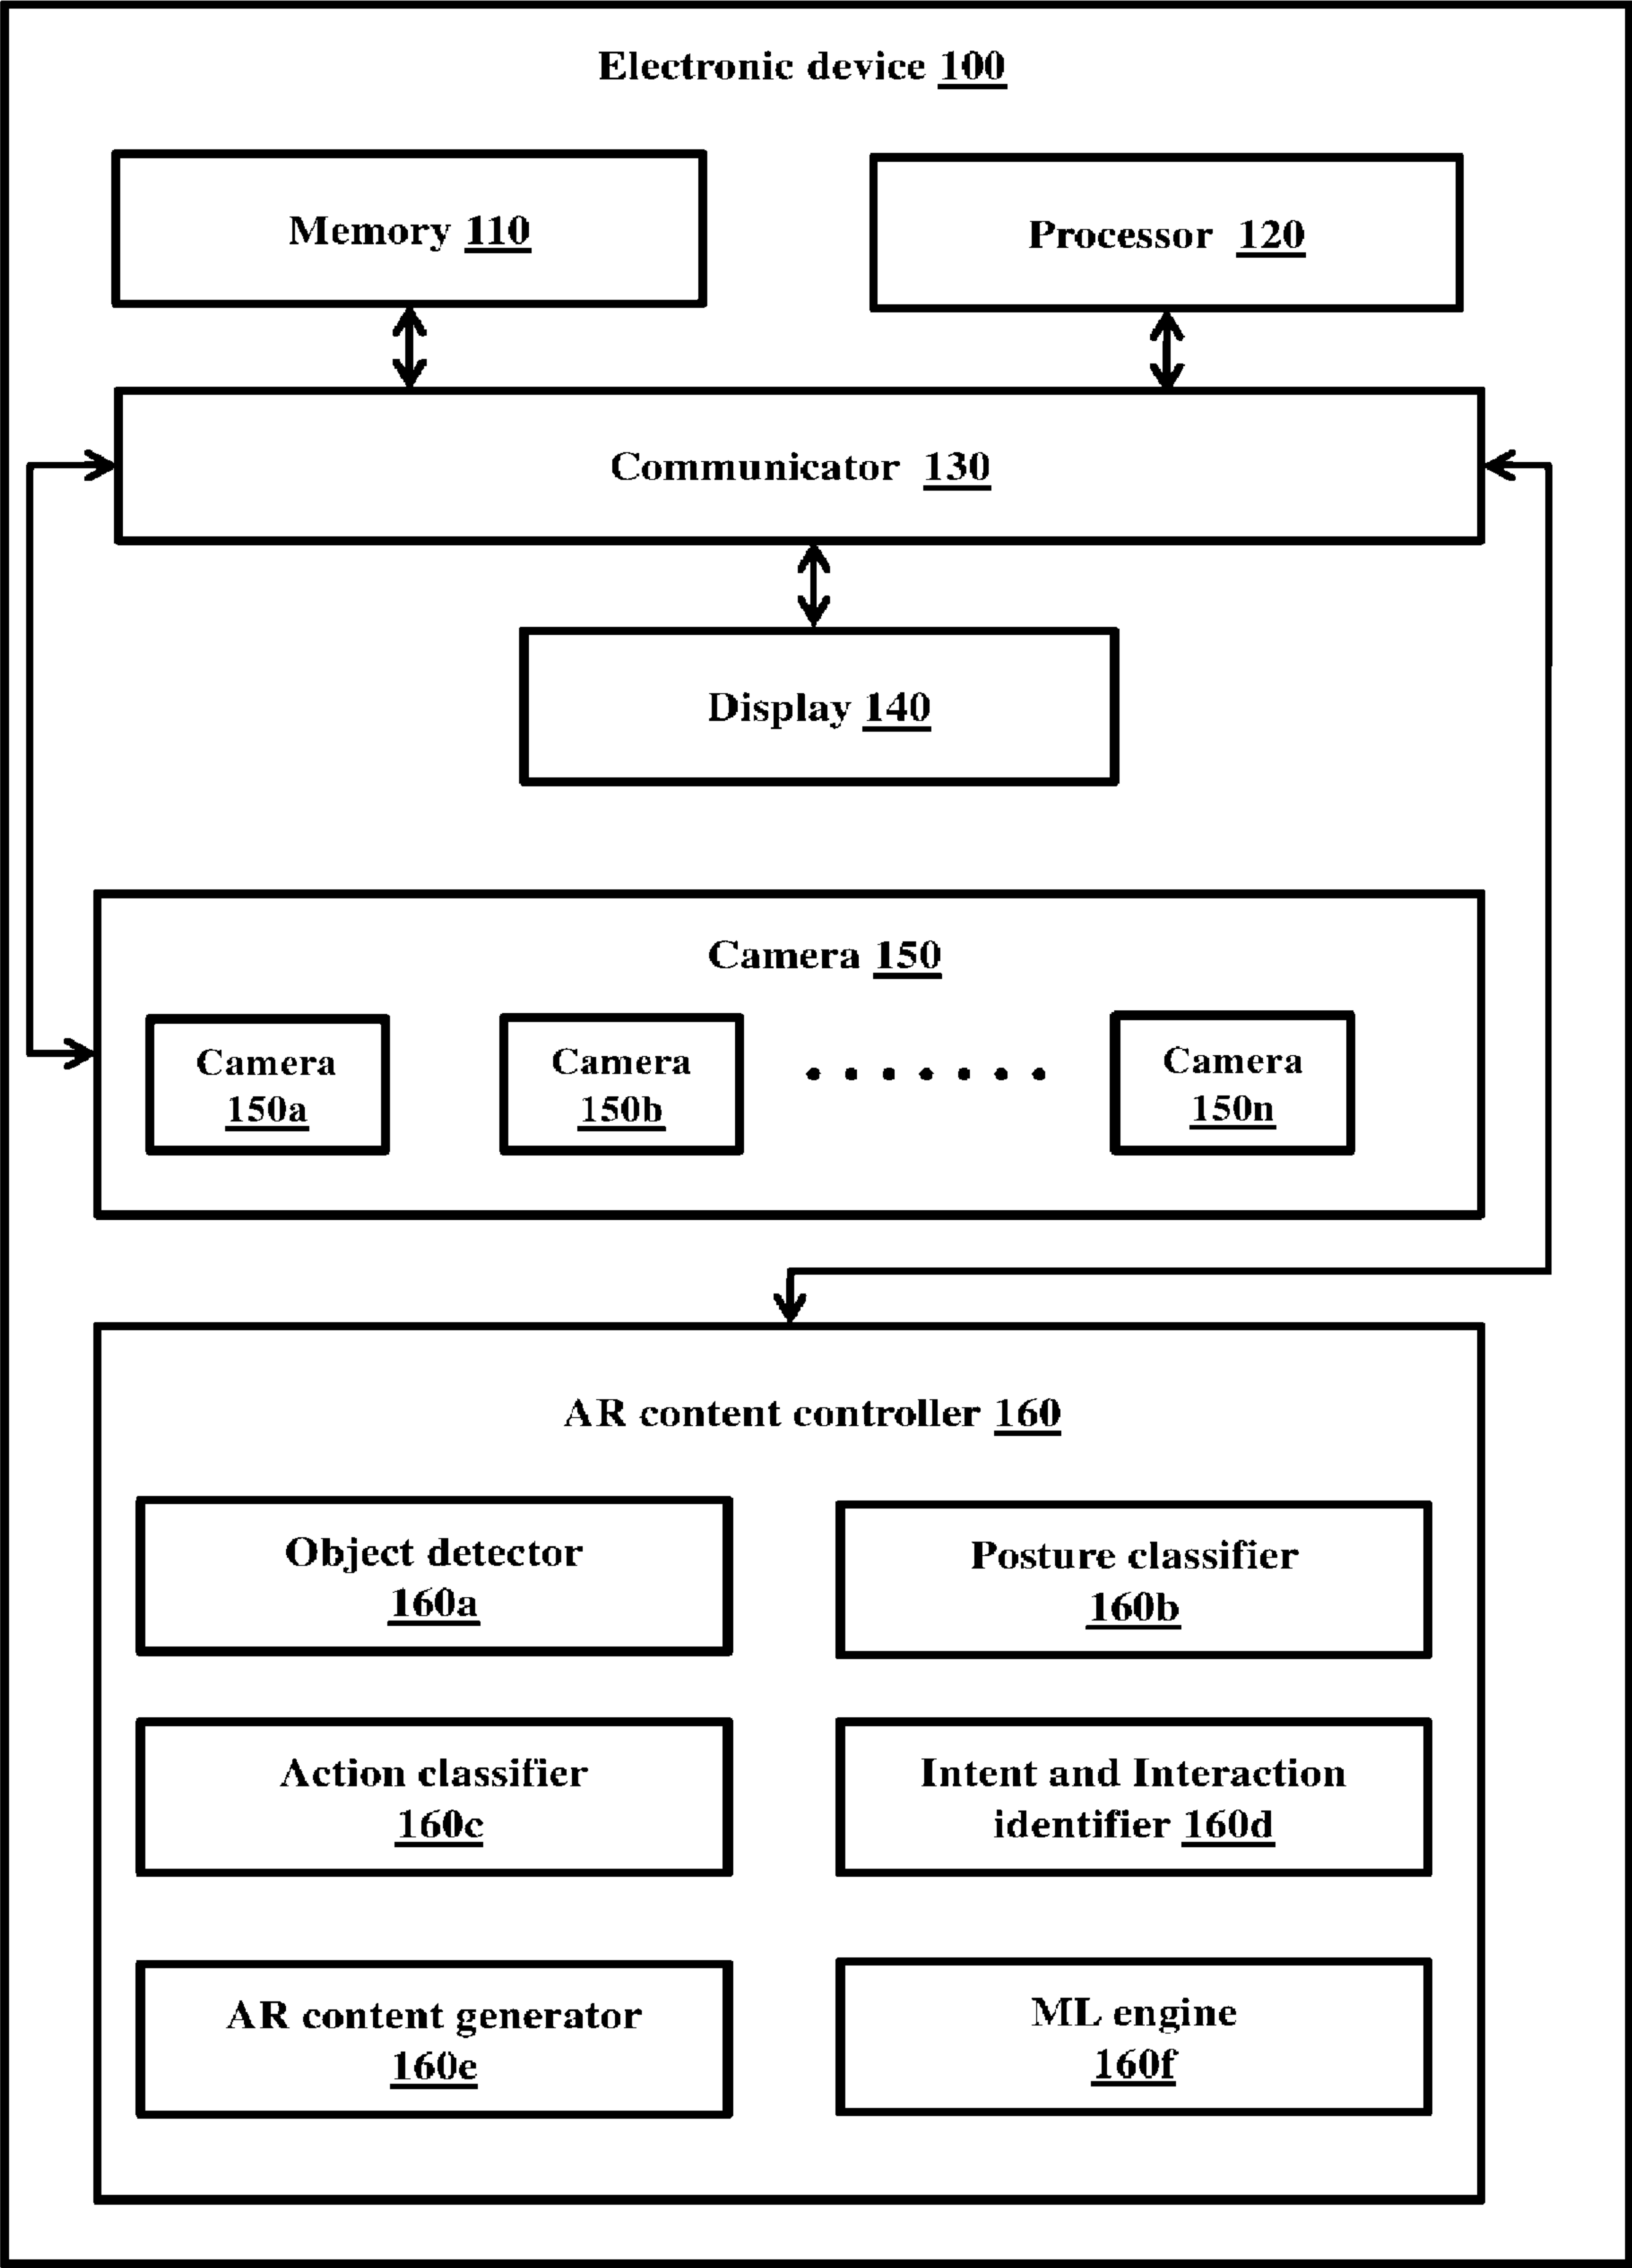 Electronic device 100
Memory 110
Processor 120
Communicator 130
Display 140
Camera 150
Camera
150a
Camera
150b
Camera
150n
AR content controller 160
Object detector
160a
Posture classifier
160b
Action classifier
160c
Intent and Interaction
identifier 160d
AR content generator
160e
ML engine
160f